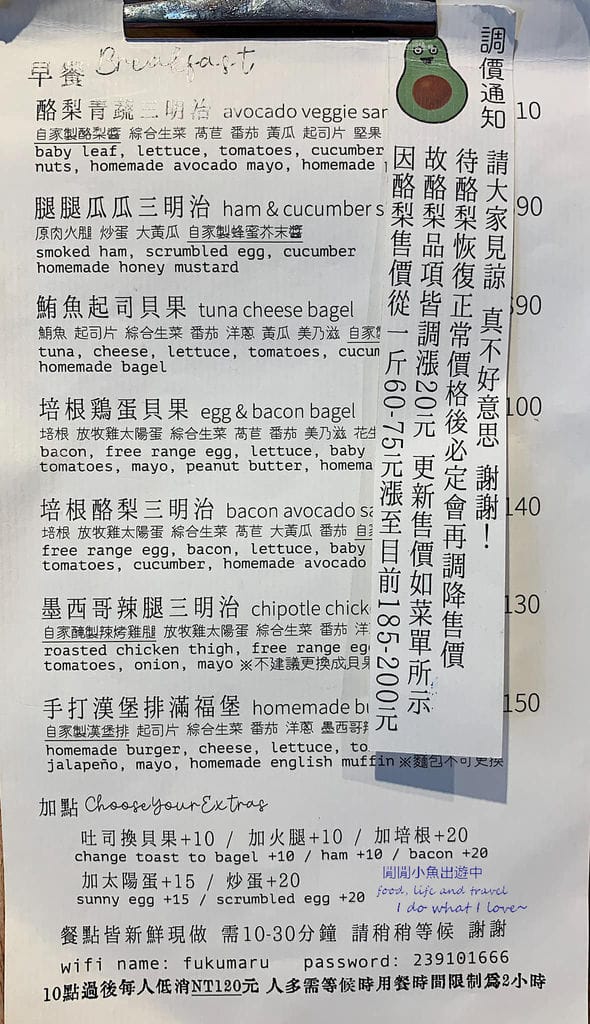 早餐 Breakfast
酪梨青蔬三明治 avocado veggie
自家製酪梨醬 綜合生菜 萵苣 番茄 黃瓜 起司片 堅果
baby leaf, lettuce, tomatoes, cucumber
nuts, homemade avocado mayo, homemade
10
腿腿瓜瓜三明治 ham & cucumber
原肉火腿 炒蛋 大黃瓜 自家製蜂蜜芥末醬
smoked ham, scrumbled egg, cucumber
homemade honey mustard
90
鮪魚起司貝果 tuna cheese bagel
鮪魚 起司片 綜合生菜 番茄 洋蔥 黃瓜 美乃滋
tuna, cheese, lettuce, tomatoes,
homemade bagel
90
培根鷄蛋貝果 egg & bacon bagel
培根 放牧雞太陽蛋 綜合生菜 萵苣 番茄 美乃滋
bacon, free range egg, lettuce, baby
tomatoes, mayo, peanut butter,
100
培根酪梨三明治 bacon avocado
培根 放牧雞太陽蛋 綜合生菜 萵苣 大黃瓜 番茄
free range egg, bacon, lettuce, baby
tomatoes, cucumber, homemade avocado
140
墨西哥辣腿三明治 chipotle
自家醃製辣烤雞腿 放牧雞太陽蛋 綜合生菜 番茄
roasted chicken thigh, free range
tomatoes, onion, mayo ※不建議更換成貝果
130
手打漢堡排滿福堡 homemade
自家製漢堡排 起司片 綜合生菜 番茄 洋蔥
homemade burger, cheese, lettuce,
jalapeño, mayo, homemade english muffin ※麵包不可更換
150
調價通知
因酪梨售價從一斤60-75元漲至目前185-200元
故酪梨品項皆調漲20元 更新售價如菜單所示
待酪梨恢復正常價格後必定會再調降售價
請大家見諒 真不好意思 謝謝！
加點 Choose Your Extras
吐司換貝果+10 / 加火腿+10 / 加培根+20
change toast to bagel +10 / ham +10 / bacon +20
加太陽蛋+15 / 炒蛋+20
sunny egg +15 / scrumbled egg +20
閒閒小魚出遊中
food, life and travel
I do what I love~
餐點皆新鮮現做 需10-30分鐘 請稍稍等候 謝謝
wifi name: fukumaru password: 239101666
10點過後每人低消NT120元 人多需等候時用餐時間限制爲2小時